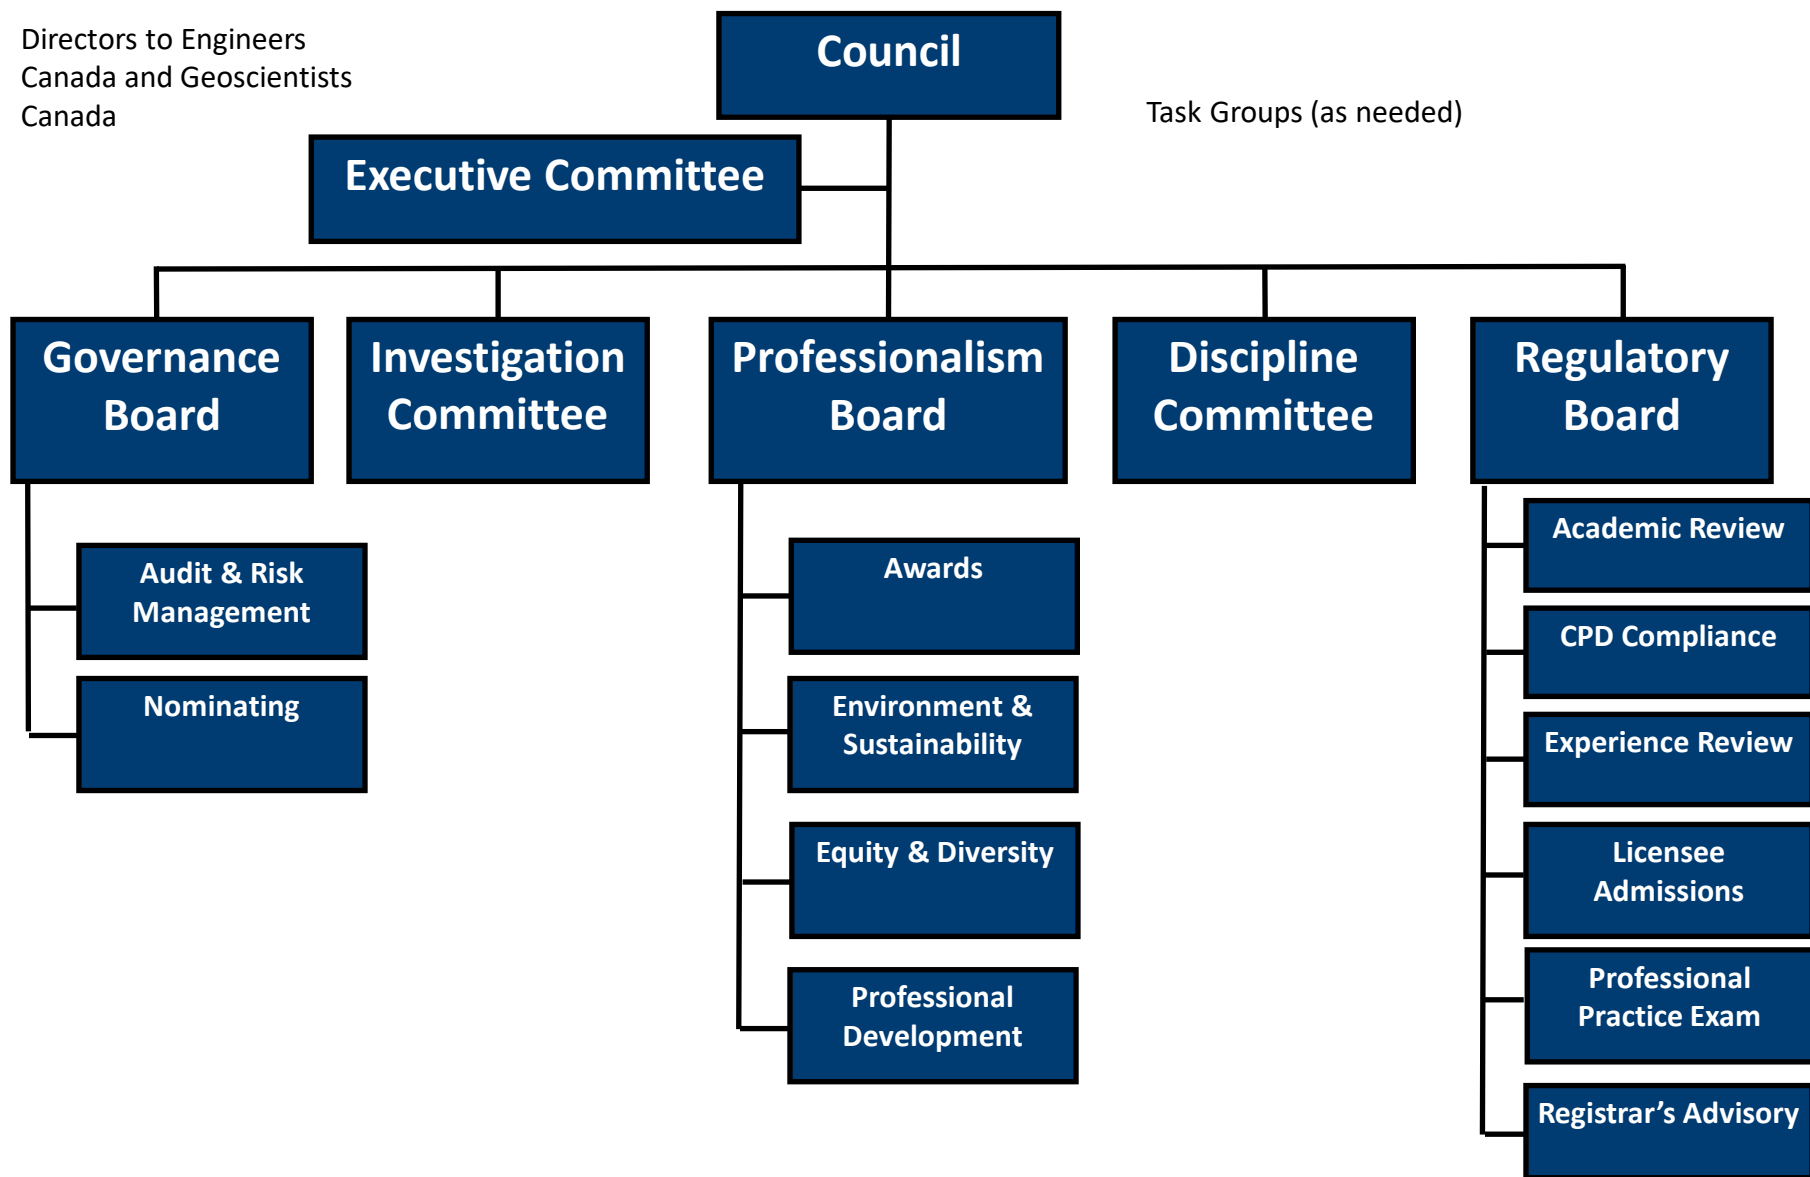 Directors to Engineers
Canada and Geoscientists
Canada
Council
Task Groups (as needed)
Executive Committee
Governance
Board
Investigation
Committee
Professionalism
Board
Discipline
Committee
Regulatory
Board
Audit & Risk
Management
Nominating
Awards
Environment &
Sustainability
Equity & Diversity
Professional
Development
Academic Review
CPD Compliance
Experience Review
Licensee
Admissions
Professional
Practice Exam
Registrar’s Advisory